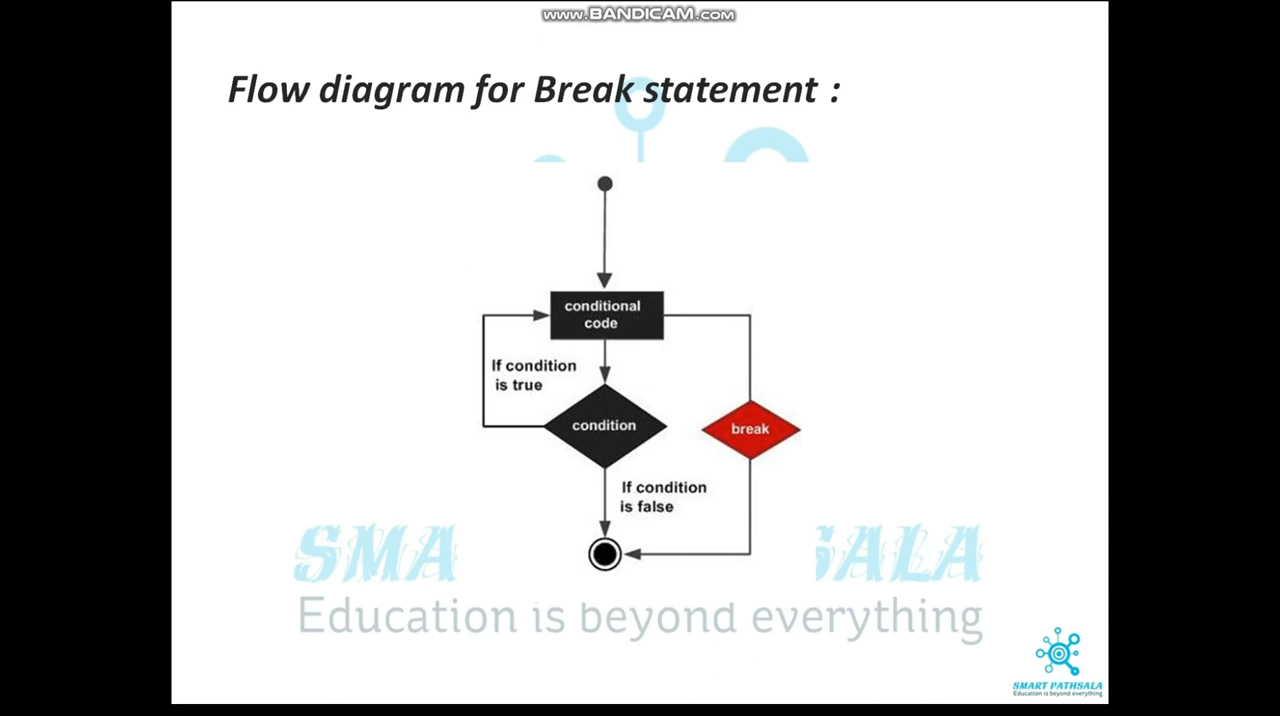 www.BANDICAM.com
Flow diagram for Break statement :
conditional
code
If condition
is true
condition
break
If condition
is false
SMA GALA
Education is beyond everything
SMART PATHSALA
Education is beyond everything